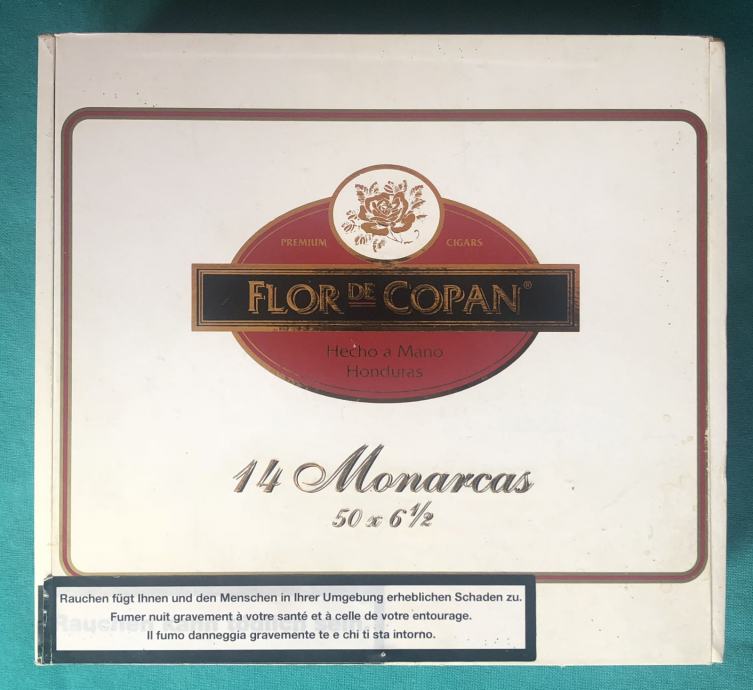 PREMIUM CIGARS
FLOR DE COPAN®
Hecho a Mano
Honduras
14 Monarcas
50 x 6 1/2
Rauchen fügt Ihnen und den Menschen in Ihrer Umgebung erheblichen Schaden zu.
Fumer nuit gravement à votre santé et à celle de votre entourage.
Il fumo danneggia gravemente te e chi ti sta intorno.